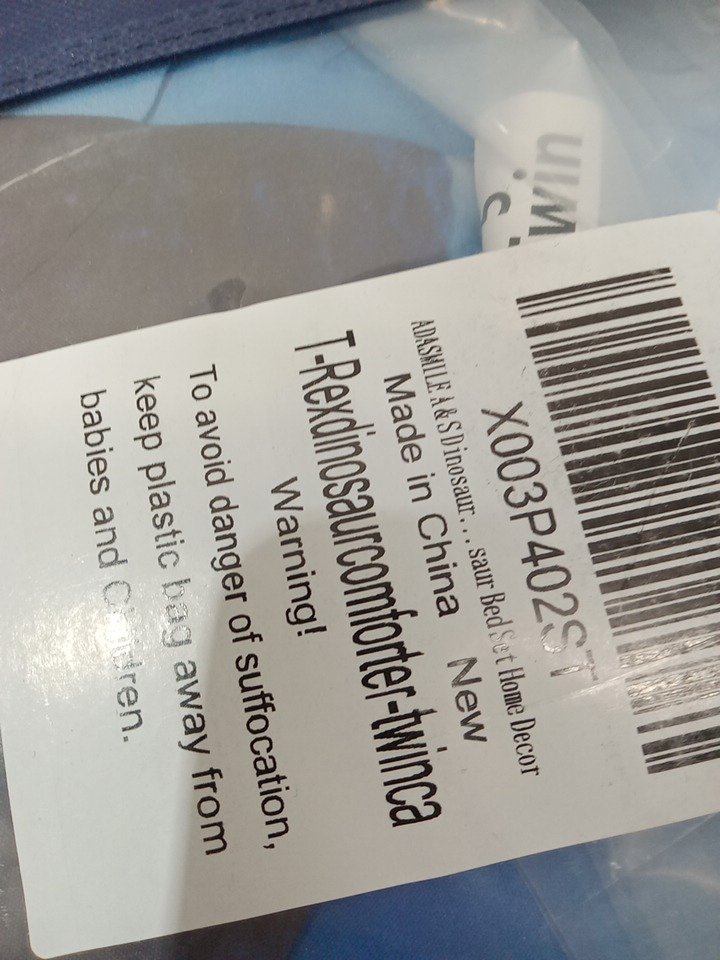 X003P402ST
ADASMILE A & S Dinosaur... saur Bed Set Home Decor
Made in China New
T-Rexdinosaurcomforter-twinca
Warning!
To avoid danger of suffocation,
keep plastic bag away from
babies and Children.